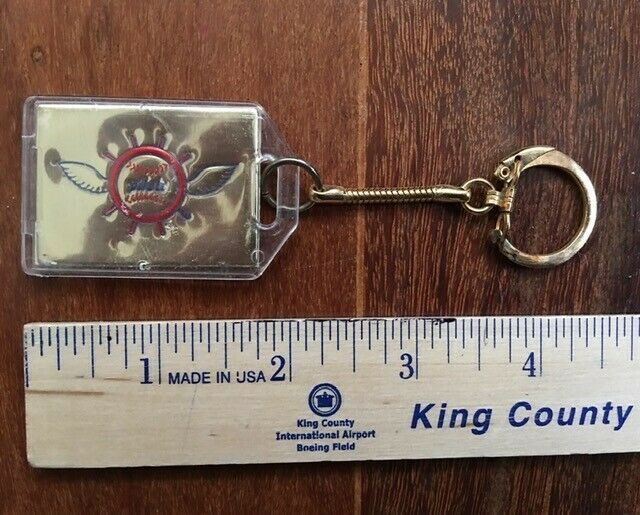 1 MADE IN USA 2 3 4
King County
International Airport
Boeing Field
King County